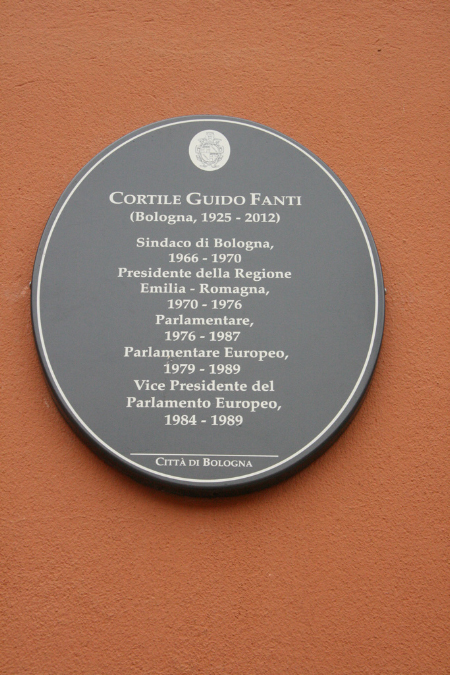 CORTILE GUIDO FANTI
(Bologna, 1925 - 2012)
Sindaco di Bologna,
1966 - 1970
Presidente della Regione
Emilia - Romagna,
1970 - 1976
Parlamentare,
1976 - 1987
Parlamentare Europeo,
1979 - 1989
Vice Presidente del
Parlamento Europeo,
1984 - 1989
CITTÀ DI BOLOGNA